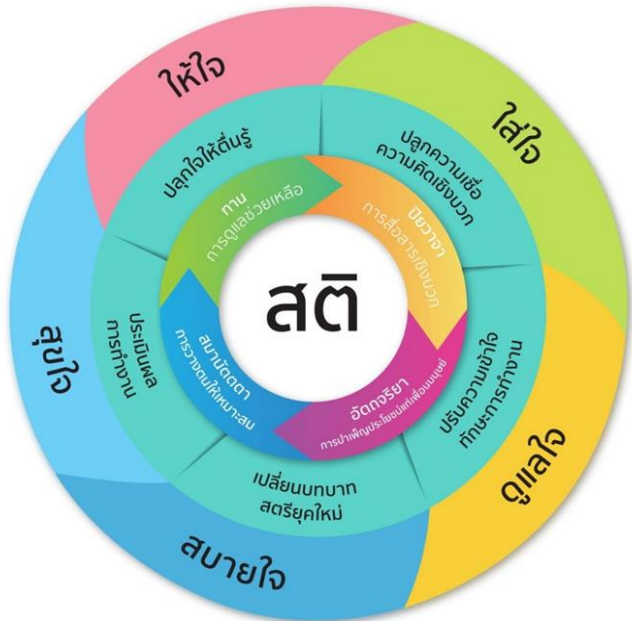 ให้ใจ
ใส่ใจ
ดูแลใจ
สบายใจ
สุขใจ
ปลุกใจให้ตื่นรู้
ปลูกความเชื่อ
ความคิดเชิงบวก
ปรับความเข้าใจ
ทักษะการทำงาน
เปลี่ยนบทบาท
สตรียุคใหม่
ประเมินผล
การทำงาน
ทาน
การดูแลช่วยเหลือ
ปิยวาจา
การสื่อสารเชิงบวก
อัตถจริยา
การบำเพ็ญประโยชน์แก่เพื่อนมนุษย์
สมานัตตตา
การวางตนให้เหมาะสม
สติ